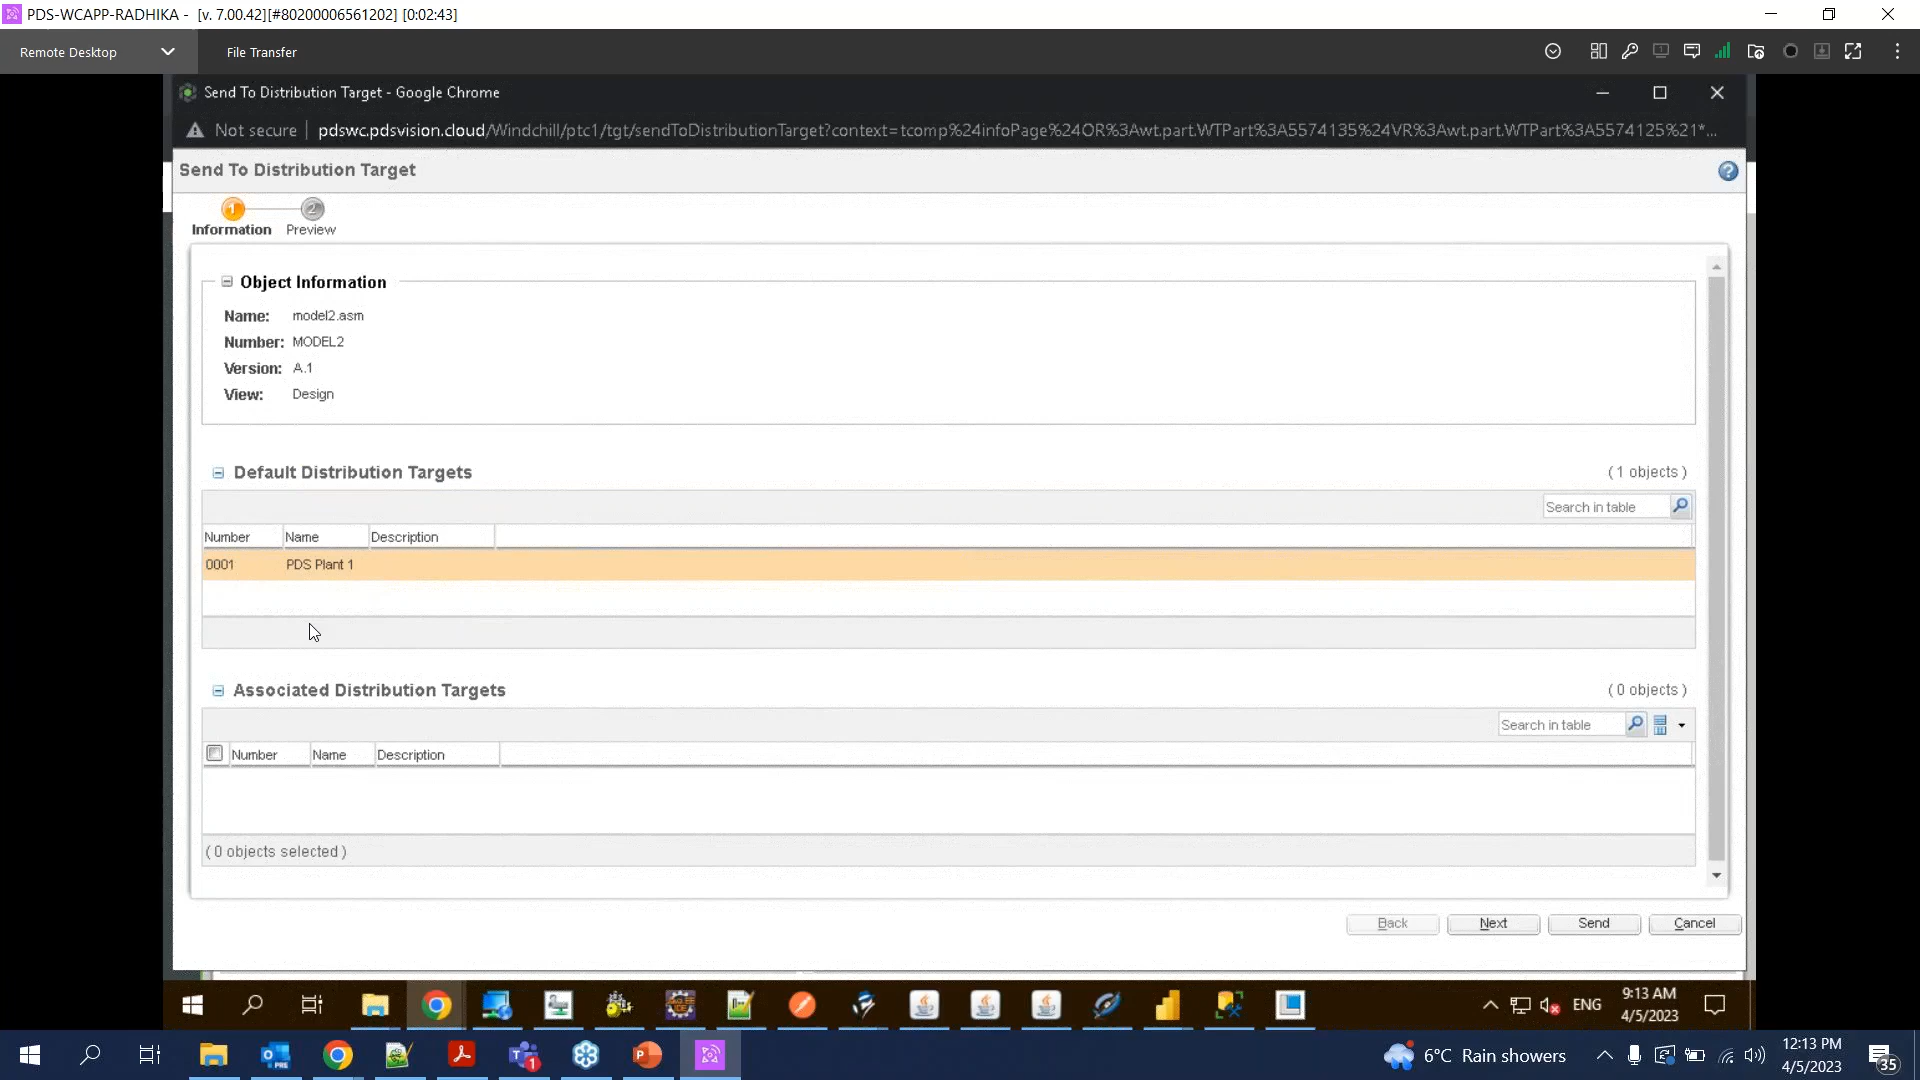 PDS-WCAPP-RADHIKA - [v. 7.00.42][#80200006561202] [0:02:43]
Remote Desktop
File Transfer
Send To Distribution Target - Google Chrome
Not secure | pdswc.pdsvision.cloud/Windchill/ptc1/tgt/sendToDistributionTarget?context=tcomp%24infoPage%24OR%3Awt.part.WTPart%3A5574135%24VR%3Awt.part.WTPart%3A5574125%21*...
Send To Distribution Target
1 2
Information Preview
Object Information
Name: model2.asm
Number: MODEL2
Version: A.1
View: Design
Default Distribution Targets ( 1 objects )
Search in table
Number Name Description
0001 PDS Plant 1
Associated Distribution Targets ( 0 objects )
Search in table
Number Name Description
( 0 objects selected )
Back Next Send Cancel
ENG
9:13 AM
4/5/2023
6°C Rain showers
12:13 PM
4/5/2023
35